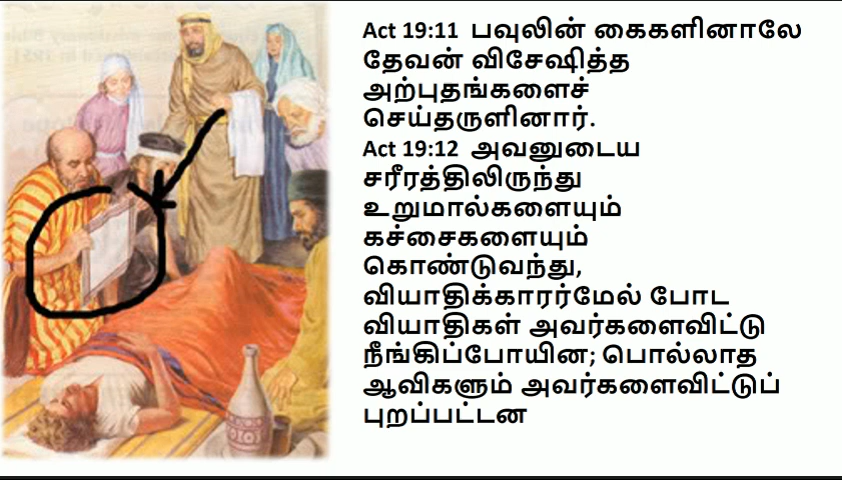 Act 19:11 பவுலின் கைகளினாலே
தேவன் விசேஷித்த
அற்புதங்களைச்
செய்தருளினார்.
Act 19:12 அவனுடைய
சரீரத்திலிருந்து
உறுமால்களையும்
கச்சைகளையும்
கொண்டுவந்து,
வியாதிக்காரர்மேல் போட
வியாதிகள் அவர்களைவிட்டு
நீங்கிப்போயின; பொல்லாத
ஆவிகளும் அவர்களைவிட்டுப்
புறப்பட்டன